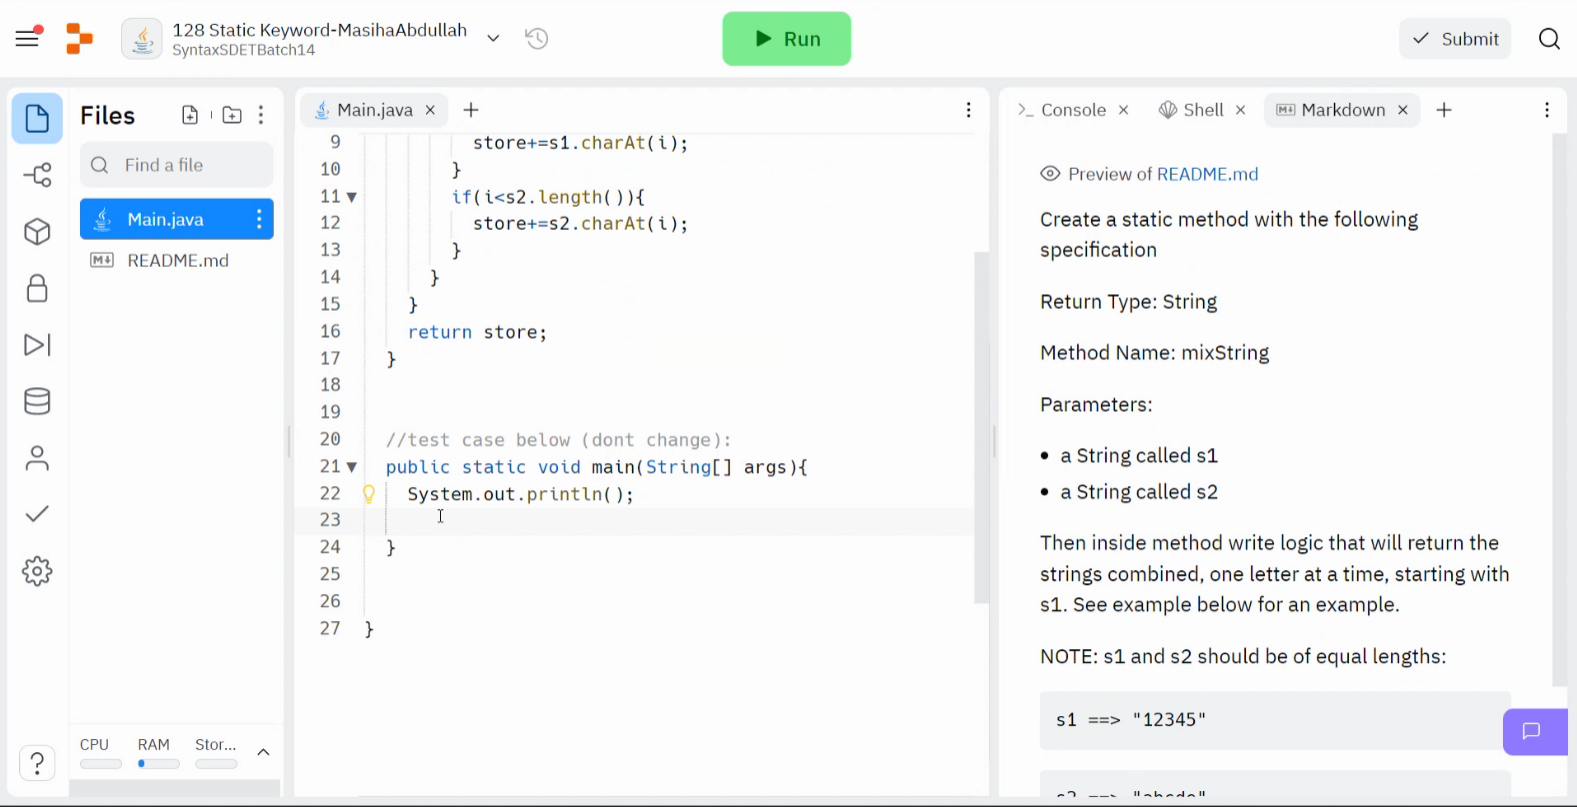 128 Static Keyword-MasihaAbdullah
SyntaxSDETBatch14
Run
Submit
Files
Find a file
Main.java
README.md
CPU RAM Stor...
?
Main.java
9 store+=s1.charAt(i);
10 }
11 if(i<s2.length()){
12 store+=s2.charAt(i);
13 }
14 }
15 }
16 return store;
17 }
18
19
20 //test case below (dont change):
21 public static void main(String[] args){
22 System.out.println();
23
24 }
25
26
27 }
Console Shell Markdown
Preview of README.md
Create a static method with the following
specification
Return Type: String
Method Name: mixString
Parameters:
• a String called s1
• a String called s2
Then inside method write logic that will return the
strings combined, one letter at a time, starting with
s1. See example below for an example.
NOTE: s1 and s2 should be of equal lengths:
s1 ==> "12345"